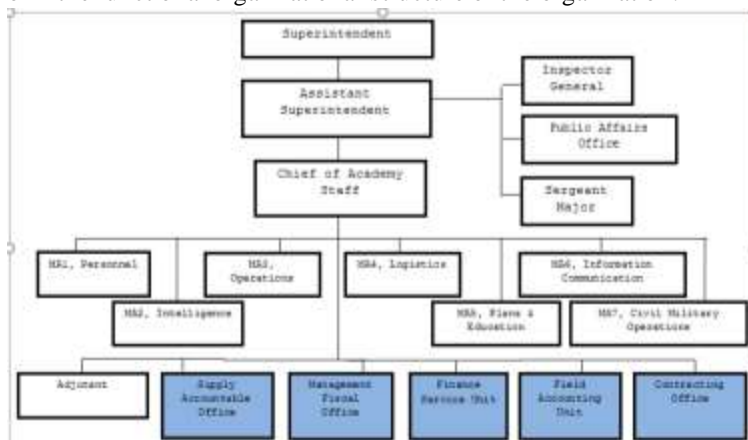 Superintendent
Assistant
Superintendent
Inspector
General
Public Affairs
Office
Chief of Academy
Staff
Sergeant
Major
MA1, Personnel
MA3,
Operations
MA4, Logistics
MA6, Information
Communication
MA2, Intelligence
MA5, Plans &
Education
MA7, Civil Military
Operations
Adjutant
Supply
Accountable
Office
Management
Fiscal
Office
Finance
Service Unit
Field
Accounting
Unit
Contracting
Office